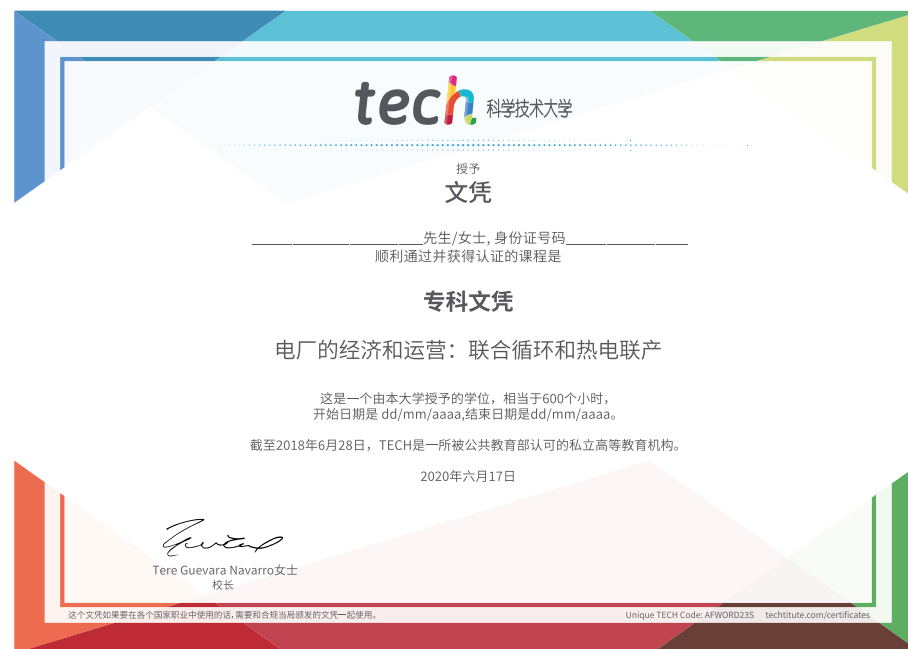 tech 科学技术大学
授予
文凭
________________________先生/女士, 身份证号码_________________
顺利通过并获得认证的课程是
专科文凭
电厂的经济和运营：联合循环和热电联产
这是一个由本大学授予的学位，相当于600个小时，
开始日期是 dd/mm/aaaa,结束日期是dd/mm/aaaa。
截至2018年6月28日，TECH是一所被公共教育部认可的私立高等教育机构。
2020年六月17日
Tere Guevara Navarro女士
校长
这个文凭如果要在各个国家职业中使用的话,需要和合规当局颁发的文凭一起使用。
Unique TECH Code: AFWORD23S techtitute.com/certificates